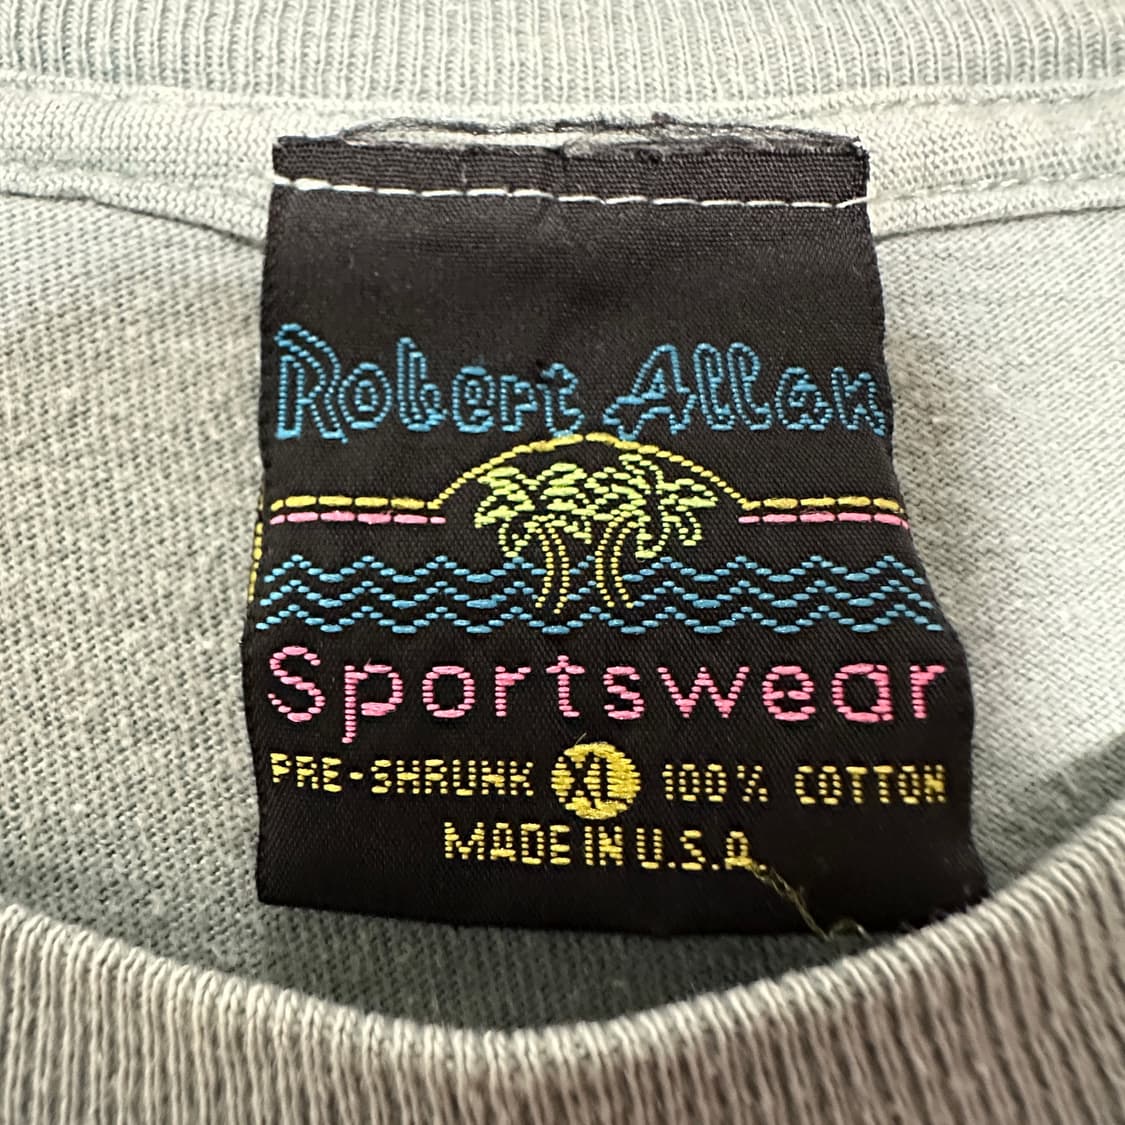 Robert Allan
Sportswear
PRE-SHRUNK XL 100% COTTON
MADE IN U.S.A.